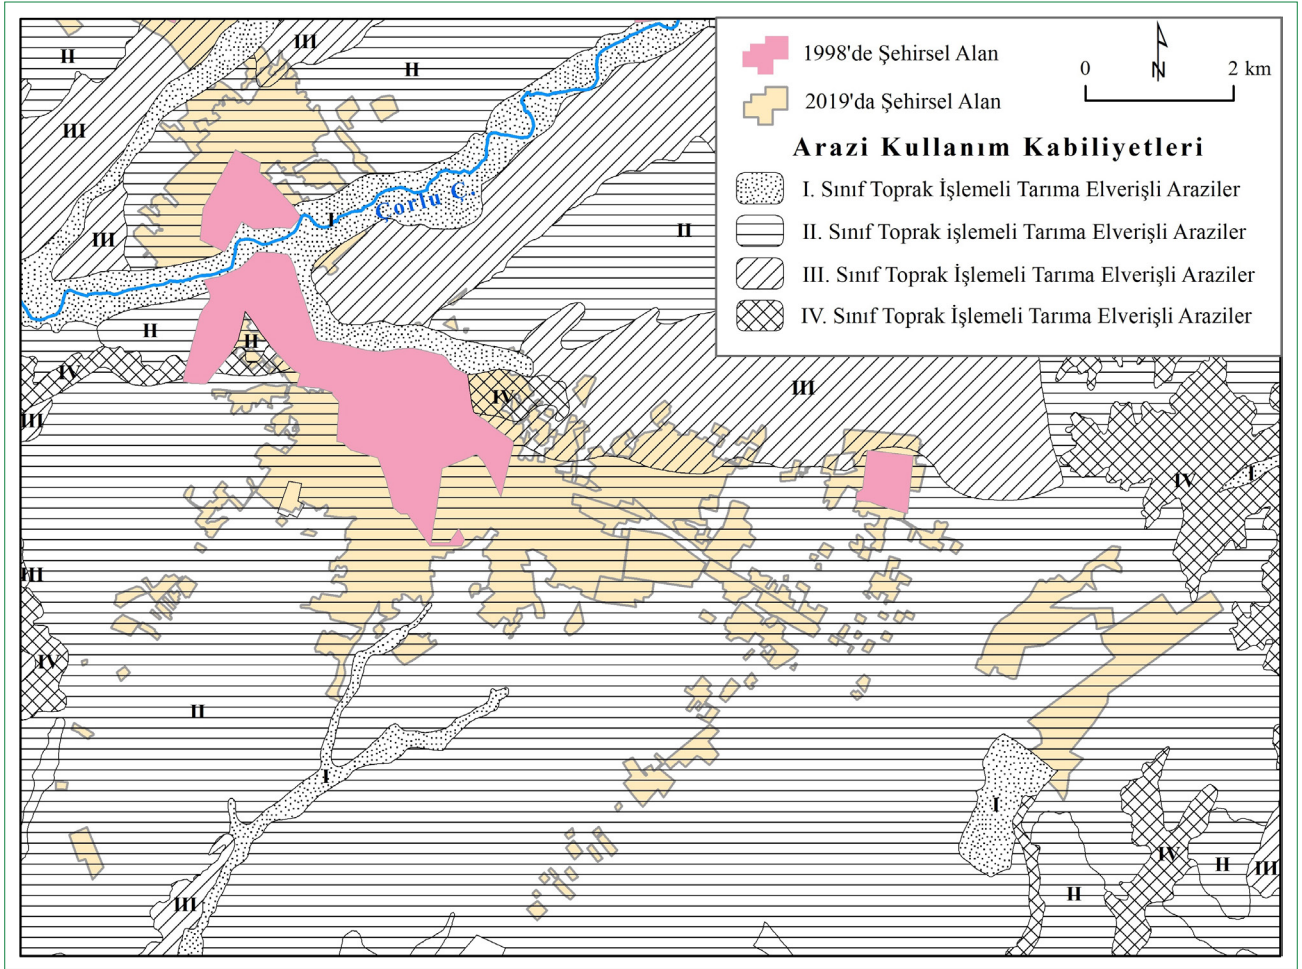 1998'de Şehirsel Alan
0 N 2 km
2019'da Şehirsel Alan
Arazi Kullanım Kabiliyetleri
I. Sınıf Toprak İşlemeli Tarıma Elverişli Araziler
II. Sınıf Toprak işlemeli Tarıma Elverişli Araziler
III. Sınıf Toprak İşlemeli Tarıma Elverişli Araziler
IV. Sınıf Toprak İşlemeli Tarıma Elverişli Araziler
III
II
II
III
I
Çorlu Ç.
III
II
II
II
IV
III
IV
III
IV
I
III
IV
II
I
I
IV
II
III
II
III